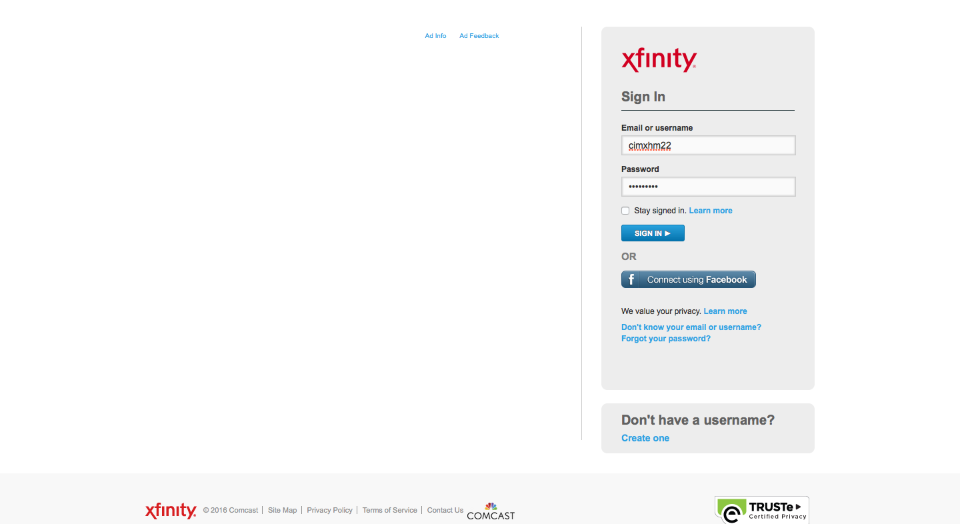 Ad Info Ad Feedback
xfinity
Sign In
Email or username
cimxhm22
Password
•••••••••
Stay signed in. Learn more
SIGN IN
OR
f Connect using Facebook
We value your privacy. Learn more
Don't know your email or username?
Forgot your password?
Don't have a username?
Create one
xfinity © 2016 Comcast | Site Map | Privacy Policy | Terms of Service | Contact Us COMCAST
TRUSTe
Certified Privacy